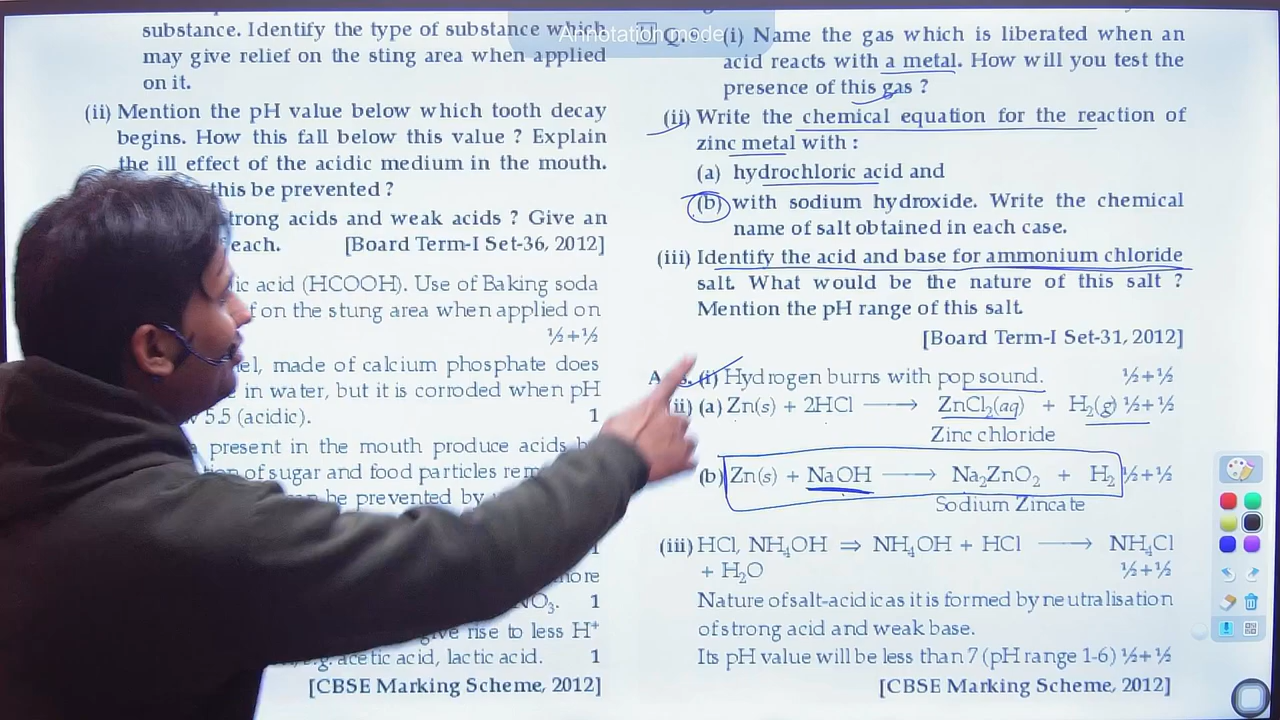 substance. Identify the type of substance which
may give relief on the sting area when applied
on it.
(ii) Mention the pH value below which tooth decay
begins. How this fall below this value ? Explain
the ill effect of the acidic medium in the mouth.
this be prevented ?
trong acids and weak acids ? Give an
each. [Board Term-I Set-36, 2012]
ic acid (HCOOH). Use of Baking soda
on the stung area when applied on
½+½
el, made of calcium phosphate does
in water, but it is corroded when pH
5.5 (acidic). 1
present in the mouth produce acids
of sugar and food particles
be prevented by
1
NO₃. 1
give rise to less H⁺
acetic acid, lactic acid. 1
[CBSE Marking Scheme, 2012]
Annotation mode
Q. (i) Name the gas which is liberated when an
acid reacts with a metal. How will you test the
presence of this gas ?
(ii) Write the chemical equation for the reaction of
zinc metal with :
(a) hydrochloric acid and
(b) with sodium hydroxide. Write the chemical
name of salt obtained in each case.
(iii) Identify the acid and base for ammonium chloride
salt. What would be the nature of this salt ?
Mention the pH range of this salt.
[Board Term-I Set-31, 2012]
(i) Hydrogen burns with pop sound. ½+½
(ii) (a) Zn(s) + 2HCl ⟶ ZnCl₂(aq) + H₂(g) ½+½
Zinc chloride
(b) Zn(s) + NaOH ⟶ Na₂ZnO₂ + H₂ ½+½
Sodium Zincate
(iii) HCl, NH₄OH ⇒ NH₄OH + HCl ⟶ NH₄Cl
+ H₂O ½+½
Nature of salt-acidic as it is formed by neutralisation
of strong acid and weak base.
Its pH value will be less than 7 (pH range 1-6) ½+½
[CBSE Marking Scheme, 2012]